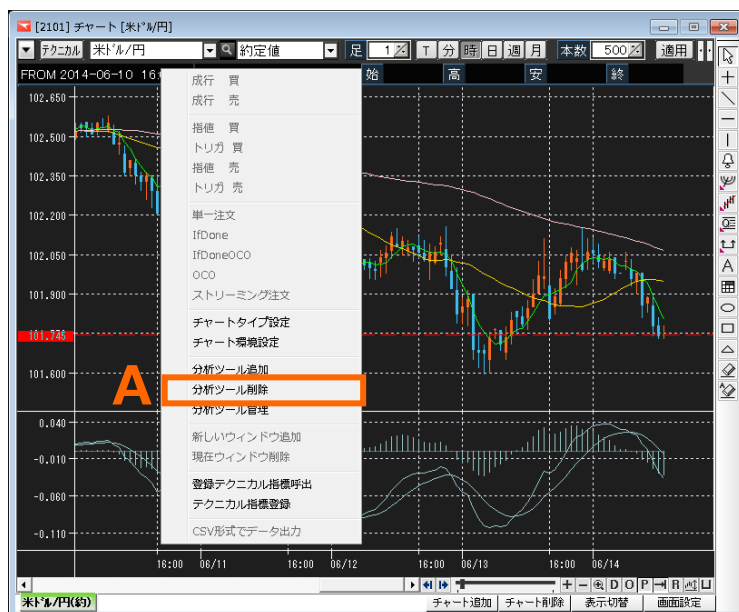 [2101] チャート [米ドル/円]
テクニカル 米ドル/円 約定値 足 1 T 分 時 日 週 月 本数 500 適用
FROM 2014-06-10 16: 始 高 安 終
成行 買
成行 売
指値 買
トリガ 買
指値 売
トリガ 売
単一注文
IfDone
IfDoneOCO
OCO
ストリーミング注文
チャートタイプ設定
チャート環境設定
分析ツール追加
A 分析ツール削除
分析ツール管理
新しいウィンドウ追加
現在ウィンドウ削除
登録テクニカル指標呼出
テクニカル指標登録
CSV形式でデータ出力
102.650
102.500
102.350
102.200
102.050
101.900
101.745
101.600
0.040
-0.010
-0.060
-0.110
16:00 06/11 16:00 06/12 16:00 06/13 16:00 06/14
D O P R
米ドル/円(約) チャート追加 チャート削除 表示切替 画面設定